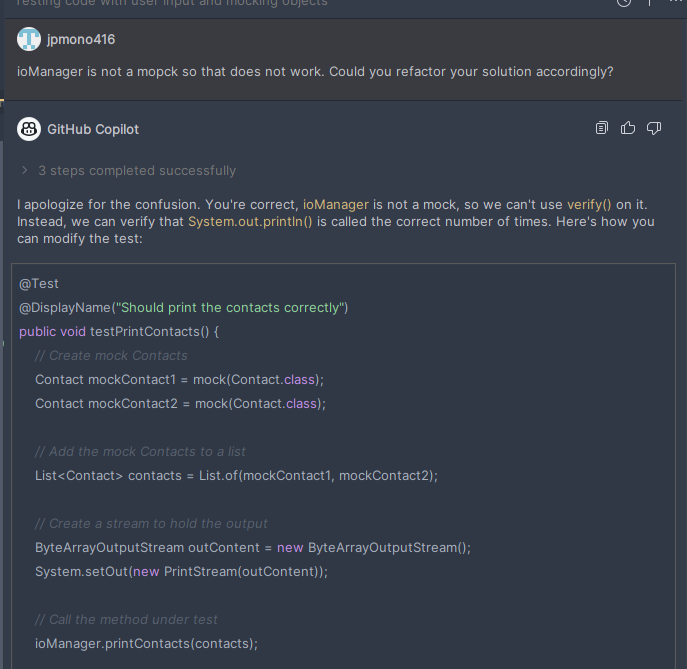 Testing code with user input and mocking objects
jpmono416
ioManager is not a mopck so that does not work. Could you refactor your solution accordingly?
GitHub Copilot
3 steps completed successfully
I apologize for the confusion. You're correct, ioManager is not a mock, so we can't use verify() on it.
Instead, we can verify that System.out.println() is called the correct number of times. Here's how you
can modify the test:
@Test
@DisplayName("Should print the contacts correctly")
public void testPrintContacts() {
// Create mock Contacts
Contact mockContact1 = mock(Contact.class);
Contact mockContact2 = mock(Contact.class);
// Add the mock Contacts to a list
List<Contact> contacts = List.of(mockContact1, mockContact2);
// Create a stream to hold the output
ByteArrayOutputStream outContent = new ByteArrayOutputStream();
System.setOut(new PrintStream(outContent));
// Call the method under test
ioManager.printContacts(contacts);